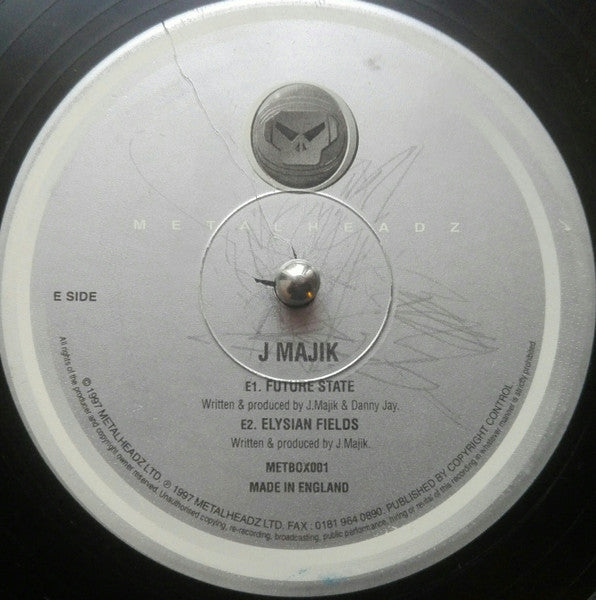 METALHEADZ
E SIDE
J MAJIK
E1. FUTURE STATE
Written & produced by J.Majik & Danny Jay.
E2. ELYSIAN FIELDS
Written & produced by J.Majik.
METBOX001
MADE IN ENGLAND
© 1997 METALHEADZ LTD. ℗ 1997 METALHEADZ LTD. FAX : 0181 964 0890. PUBLISHED BY COPYRIGHT CONTROL
All rights of the producer and copyright owner reserved. Unauthorised copying, re-recording, broadcasting, public performance, hiring or rental of this recording in whatever manner is strictly prohibited